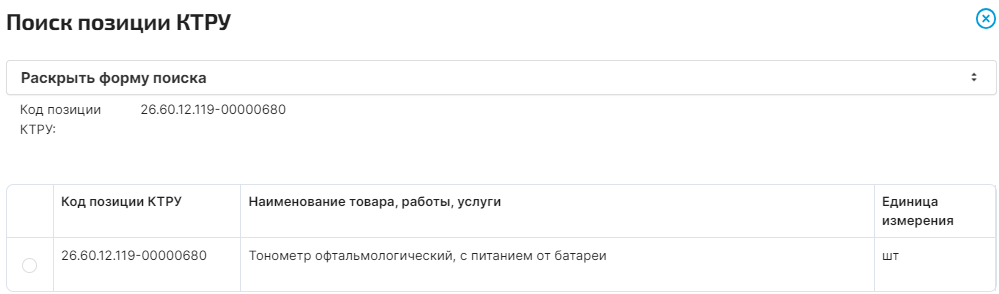 Поиск позиции КТРУ
Раскрыть форму поиска
Код позиции 26.60.12.119-00000680
КТРУ:
Код позиции КТРУ Наименование товара, работы, услуги Единица
измерения
26.60.12.119-00000680 Тонометр офтальмологический, с питанием от батареи шт